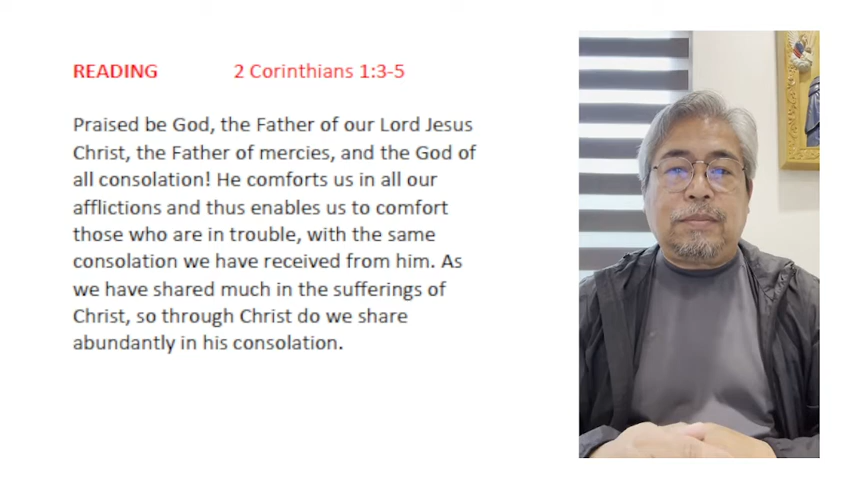 READING 2 Corinthians 1:3-5
Praised be God, the Father of our Lord Jesus
Christ, the Father of mercies, and the God of
all consolation! He comforts us in all our
afflictions and thus enables us to comfort
those who are in trouble, with the same
consolation we have received from him. As
we have shared much in the sufferings of
Christ, so through Christ do we share
abundantly in his consolation.